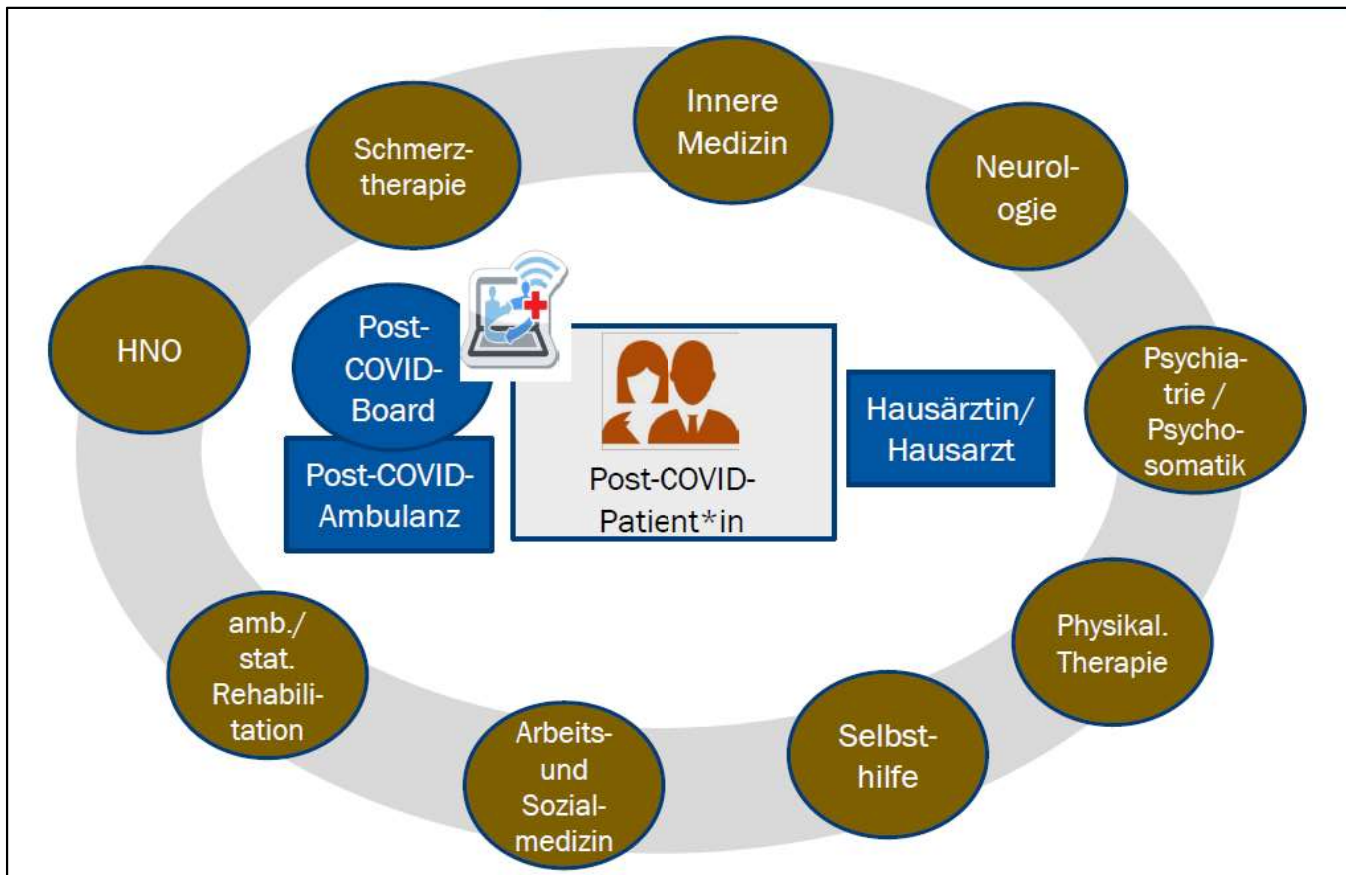 Innere
Medizin
Schmerz-
therapie
Neurol-
ogie
HNO
Post-
COVID-
Board
Post-COVID-
Ambulanz
Post-COVID-
Patient*in
Hausärztin/
Hausarzt
Psychia-
trie /
Psycho-
somatik
amb./
stat.
Rehabili-
tation
Physikal.
Therapie
Arbeits-
und
Sozial-
medizin
Selbst-
hilfe